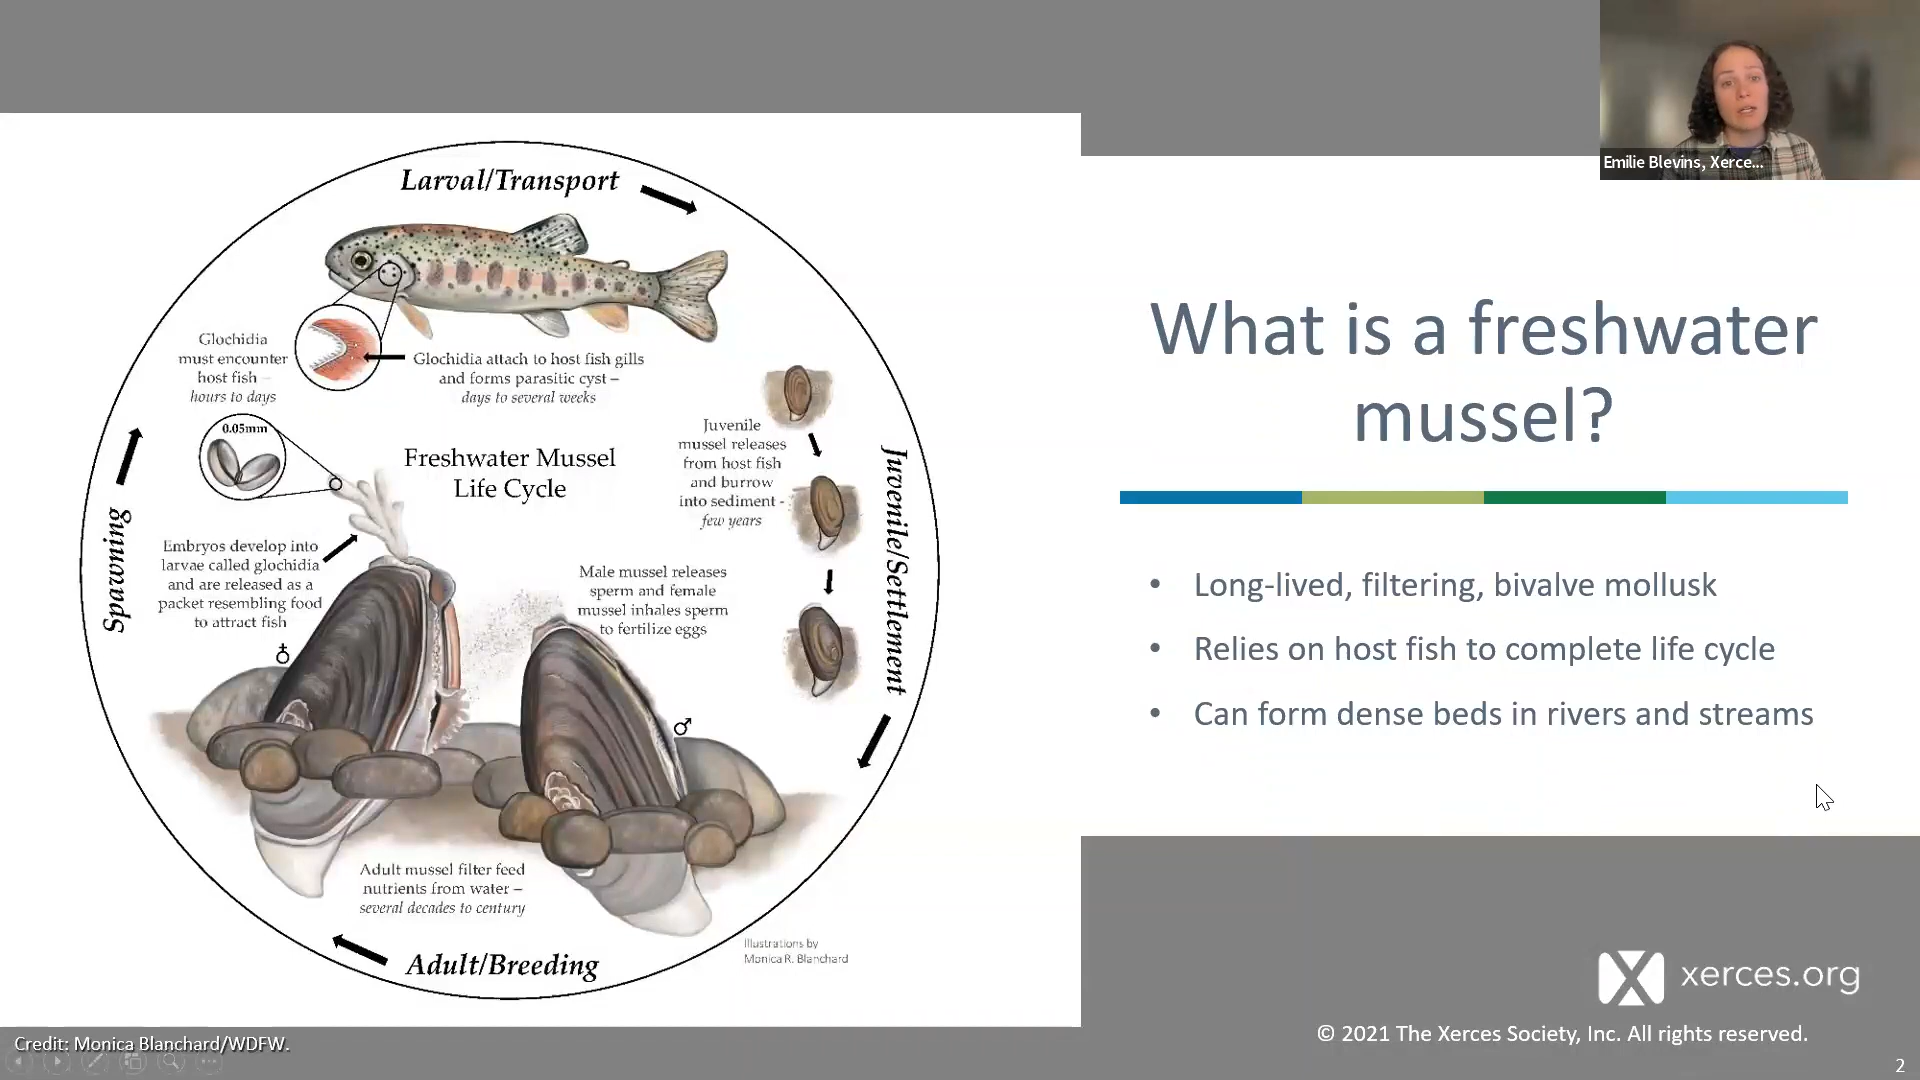 Emilie Blevins, Xerce...
Larval/Transport
Glochidia
must encounter
host fish –
hours to days
Glochidia attach to host fish gills
and forms parasitic cyst –
days to several weeks
0.05mm
Freshwater Mussel
Life Cycle
Juvenile
mussel releases
from host fish
and burrow
into sediment -
few years
Juvenile/Settlement
Spawning
Embryos develop into
larvae called glochidia
and are released as a
packet resembling food
to attract fish
Male mussel releases
sperm and female
mussel inhales sperm
to fertilize eggs
Adult mussel filter feed
nutrients from water –
several decades to century
Adult/Breeding
Illustrations by
Monica R. Blanchard
Credit: Monica Blanchard/WDFW.
What is a freshwater
mussel?
• Long-lived, filtering, bivalve mollusk
• Relies on host fish to complete life cycle
• Can form dense beds in rivers and streams
xerces.org
© 2021 The Xerces Society, Inc. All rights reserved.
2